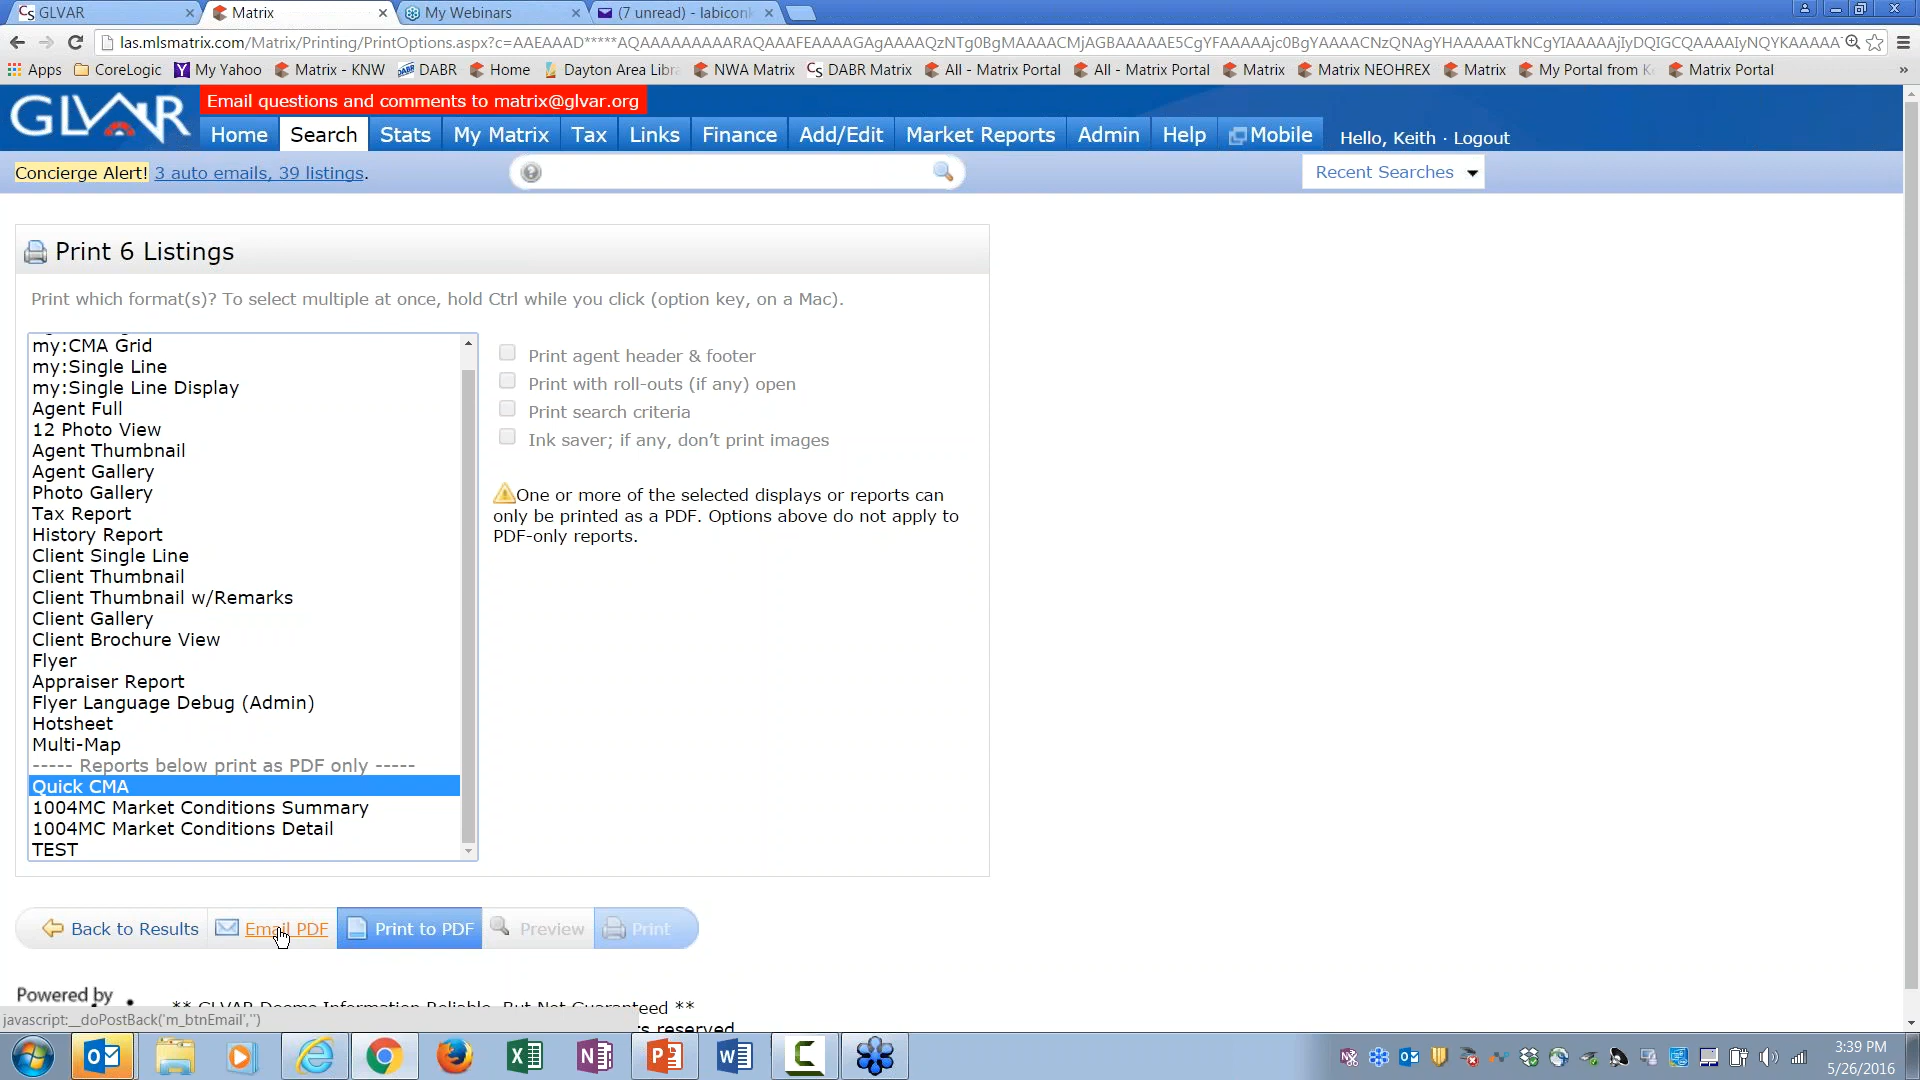 GLVAR
Matrix
My Webinars
(7 unread) - labiconk
las.mlsmatrix.com/Matrix/Printing/PrintOptions.aspx?c=
Apps
CoreLogic
My Yahoo
Matrix - KNW
DABR
Home
Dayton Area Libra
NWA Matrix
DABR Matrix
All - Matrix Portal
All - Matrix Portal
Matrix
Matrix NEOHREX
Matrix
My Portal from K
Matrix Portal
»
GLVAR
Email questions and comments to matrix@glvar.org
Home
Search
Stats
My Matrix
Tax
Links
Finance
Add/Edit
Market Reports
Admin
Help
Mobile
Hello, Keith · Logout
Concierge Alert! 3 auto emails, 39 listings.
Recent Searches
Print 6 Listings
Print which format(s)? To select multiple at once, hold Ctrl while you click (option key, on a Mac).
my:CMA Grid
my:Single Line
my:Single Line Display
Agent Full
12 Photo View
Agent Thumbnail
Agent Gallery
Photo Gallery
Tax Report
History Report
Client Single Line
Client Thumbnail
Client Thumbnail w/Remarks
Client Gallery
Client Brochure View
Flyer
Appraiser Report
Flyer Language Debug (Admin)
Hotsheet
Multi-Map
----- Reports below print as PDF only -----
Quick CMA
1004MC Market Conditions Summary
1004MC Market Conditions Detail
TEST
Print agent header & footer
Print with roll-outs (if any) open
Print search criteria
Ink saver; if any, don't print images
One or more of the selected displays or reports can
only be printed as a PDF. Options above do not apply to
PDF-only reports.
Back to Results
Email PDF
Print to PDF
Preview
Print
Powered by
** GLVAR Deems Information Reliable, But Not Guaranteed **
s reserved
javascript:__doPostBack('m_btnEmail','')
3:39 PM
5/26/2016